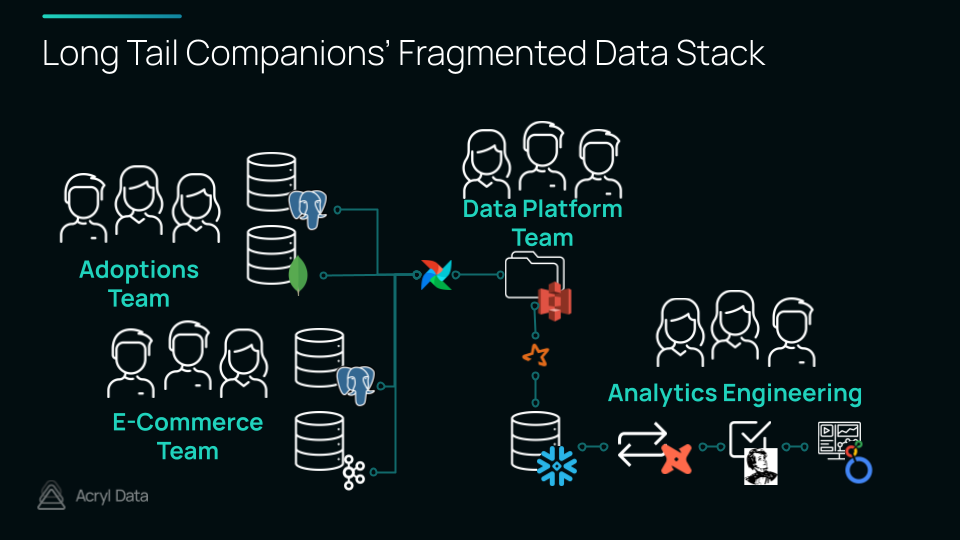 Long Tail Companions’ Fragmented Data Stack
Data Platform
Team
Adoptions
Team
Analytics Engineering
E-Commerce
Team
Acryl Data